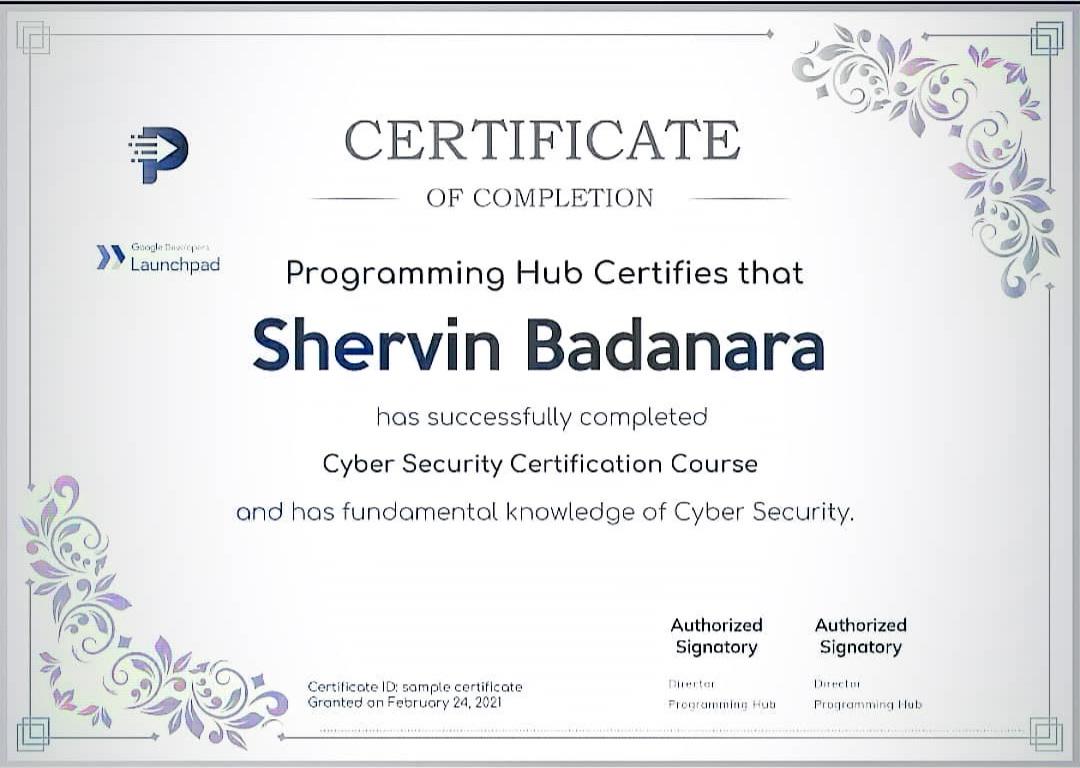 CERTIFICATE
OF COMPLETION
Google Developers
Launchpad
Programming Hub Certifies that
Shervin Badanara
has successfully completed
Cyber Security Certification Course
and has fundamental knowledge of Cyber Security.
Authorized Signatory
Authorized Signatory
Director
Programming Hub
Director
Programming Hub
Certificate ID: sample certificate
Granted on February 24, 2021